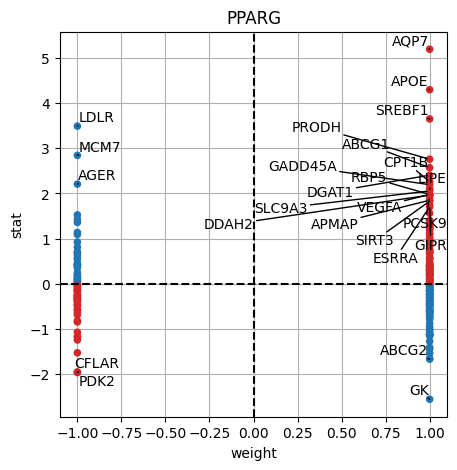 PPARG
AQP7
APOE
SREBF1
LDLR
PRODH
ABCG1
MCM7
CPT1B
GADD45A
RBP5
LIPE
AGER
DGAT1
SLC9A3
VEGFA
DDAH2
APMAP
PCSK9
SIRT3
GIPR
ESRRA
ABCG2
CFLAR
PDK2
GK
5
4
3
2
1
0
−1
−2
stat
−1.00 −0.75 −0.50 −0.25 0.00 0.25 0.50 0.75 1.00
weight